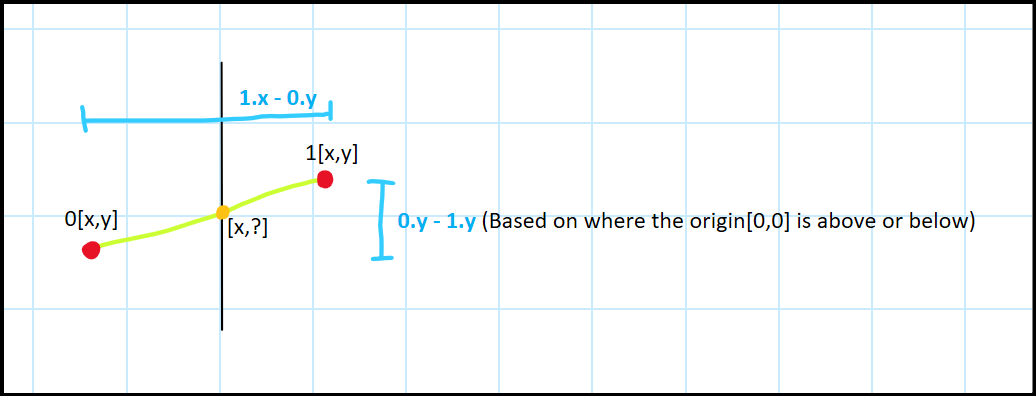 1.x - 0.y
1[x,y]
0[x,y]
[x,?]
0.y - 1.y (Based on where the origin[0,0] is above or below)